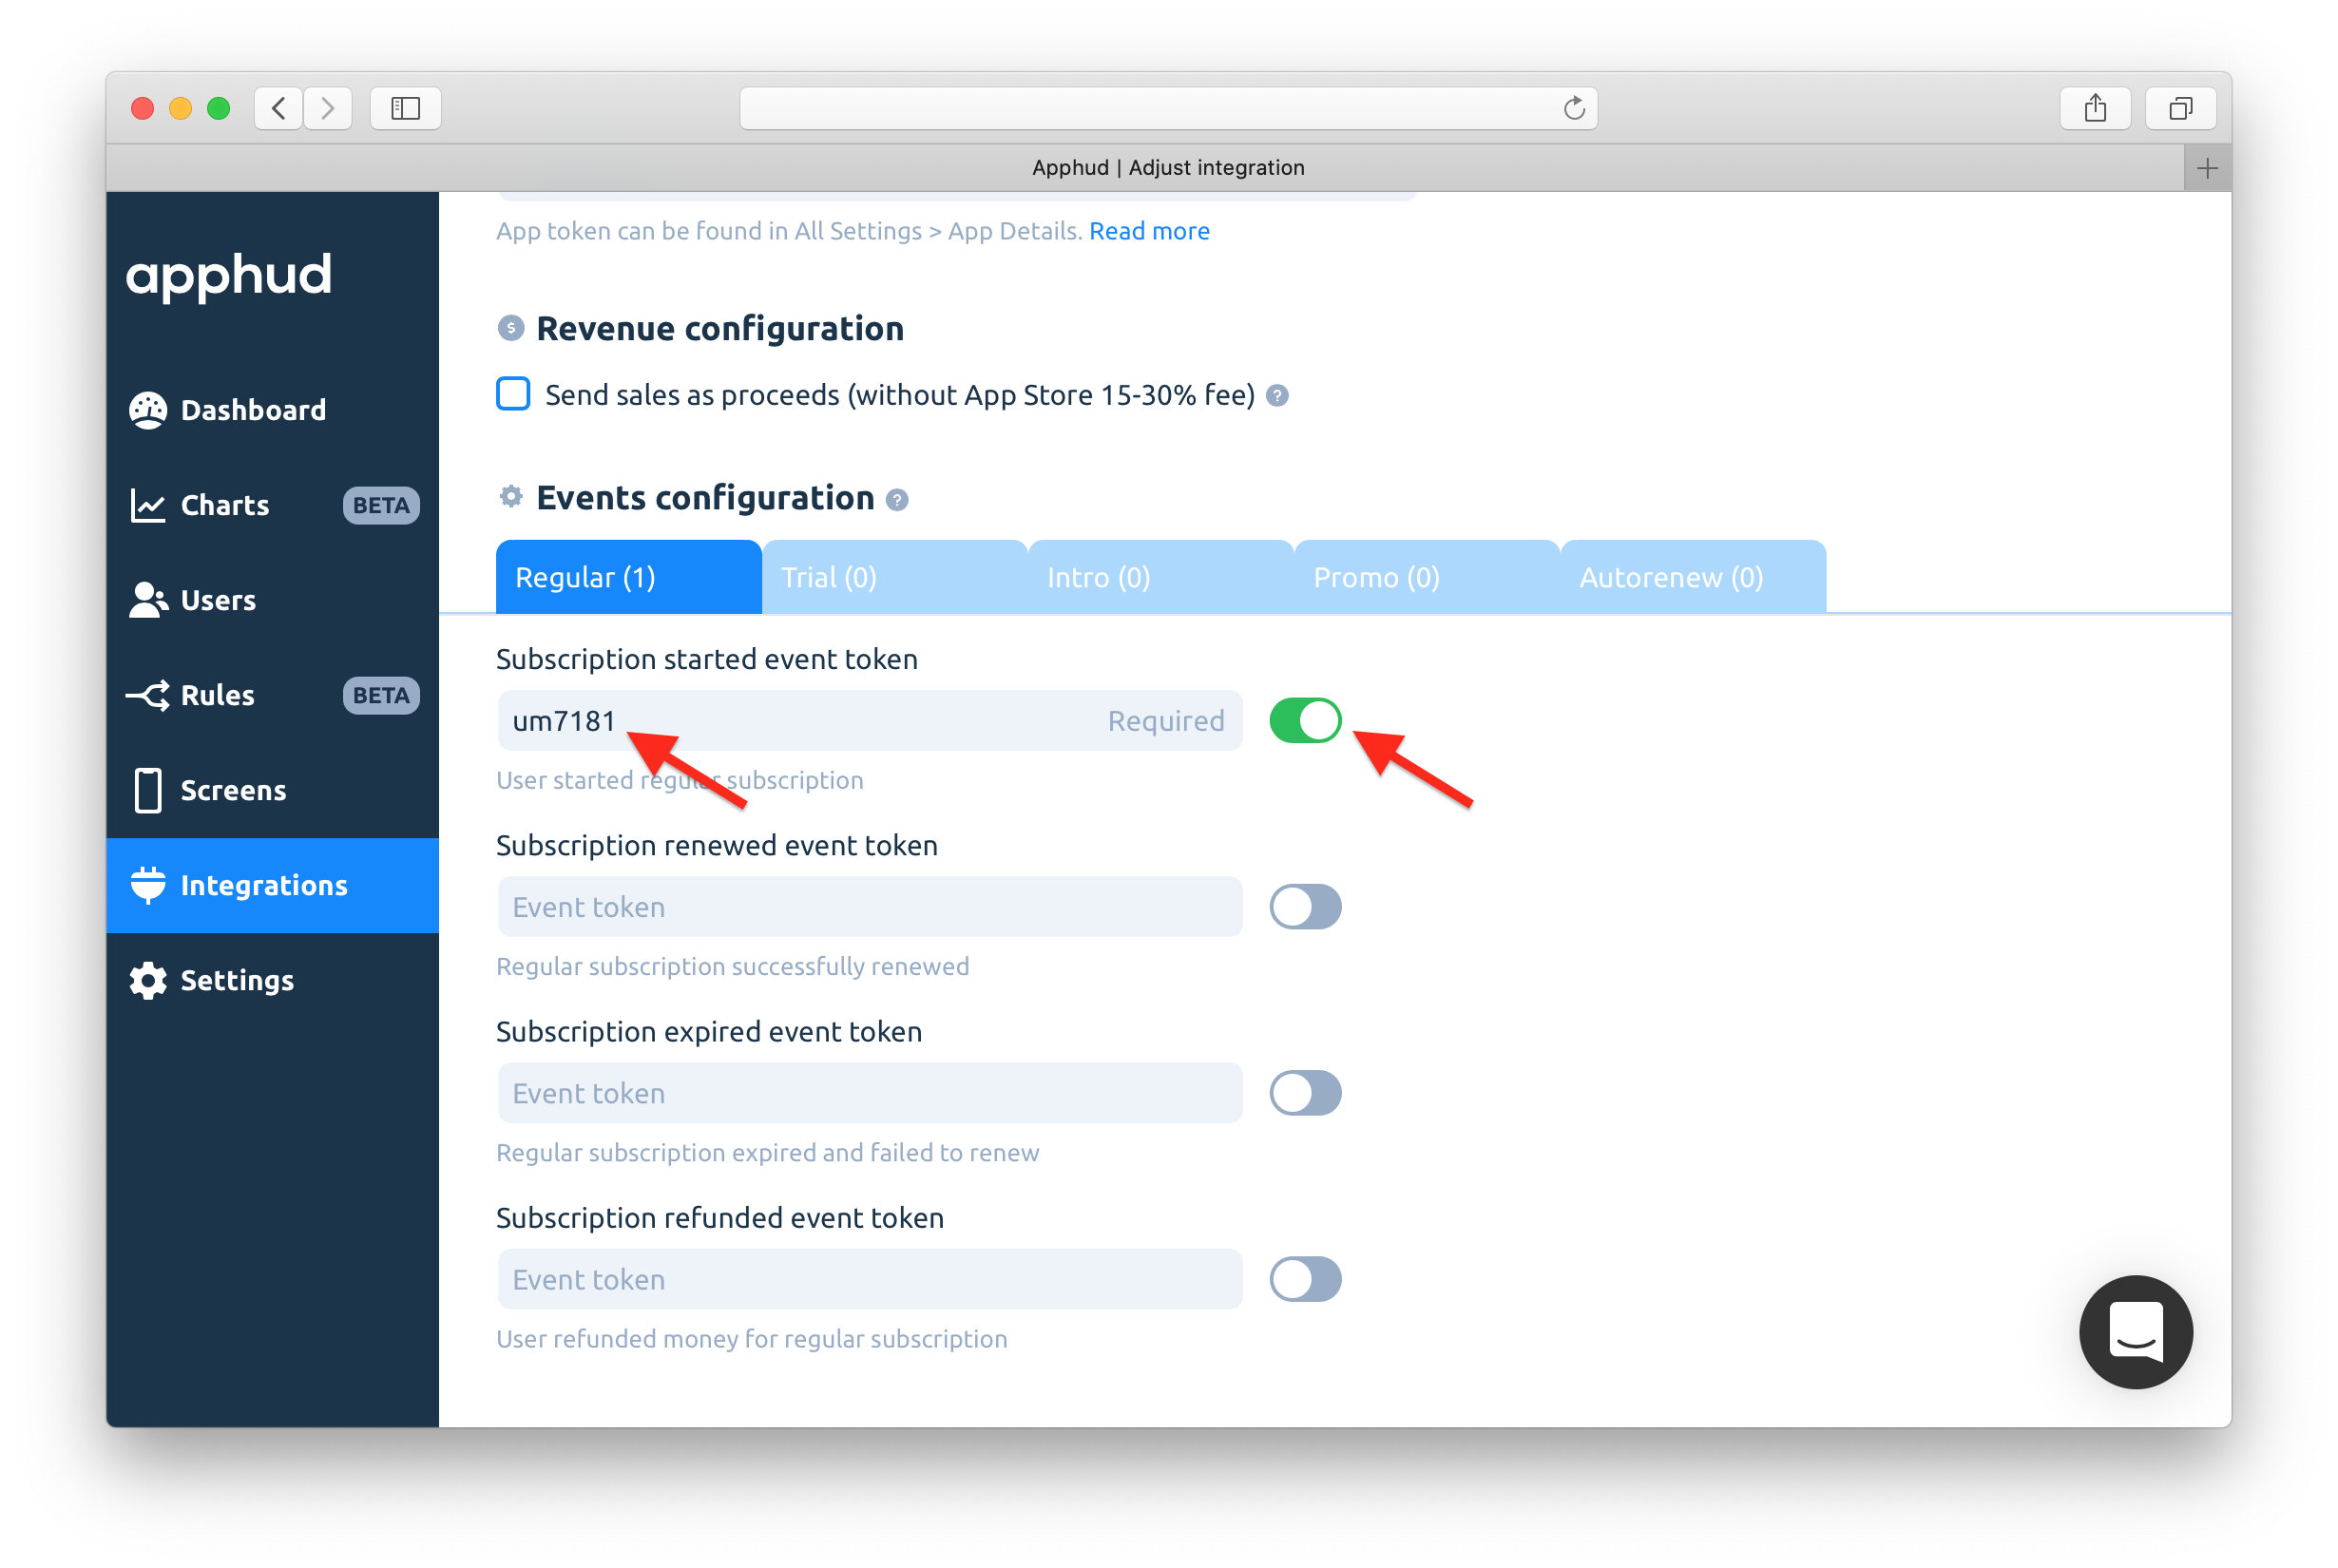 Apphud | Adjust integration
apphud
Dashboard
Charts BETA
Users
Rules BETA
Screens
Integrations
Settings
App token can be found in All Settings > App Details. Read more
$ Revenue configuration
Send sales as proceeds (without App Store 15-30% fee) ?
Events configuration ?
Regular (1) Trial (0) Intro (0) Promo (0) Autorenew (0)
Subscription started event token
um7181 Required
User started regular subscription
Subscription renewed event token
Event token
Regular subscription successfully renewed
Subscription expired event token
Event token
Regular subscription expired and failed to renew
Subscription refunded event token
Event token
User refunded money for regular subscription